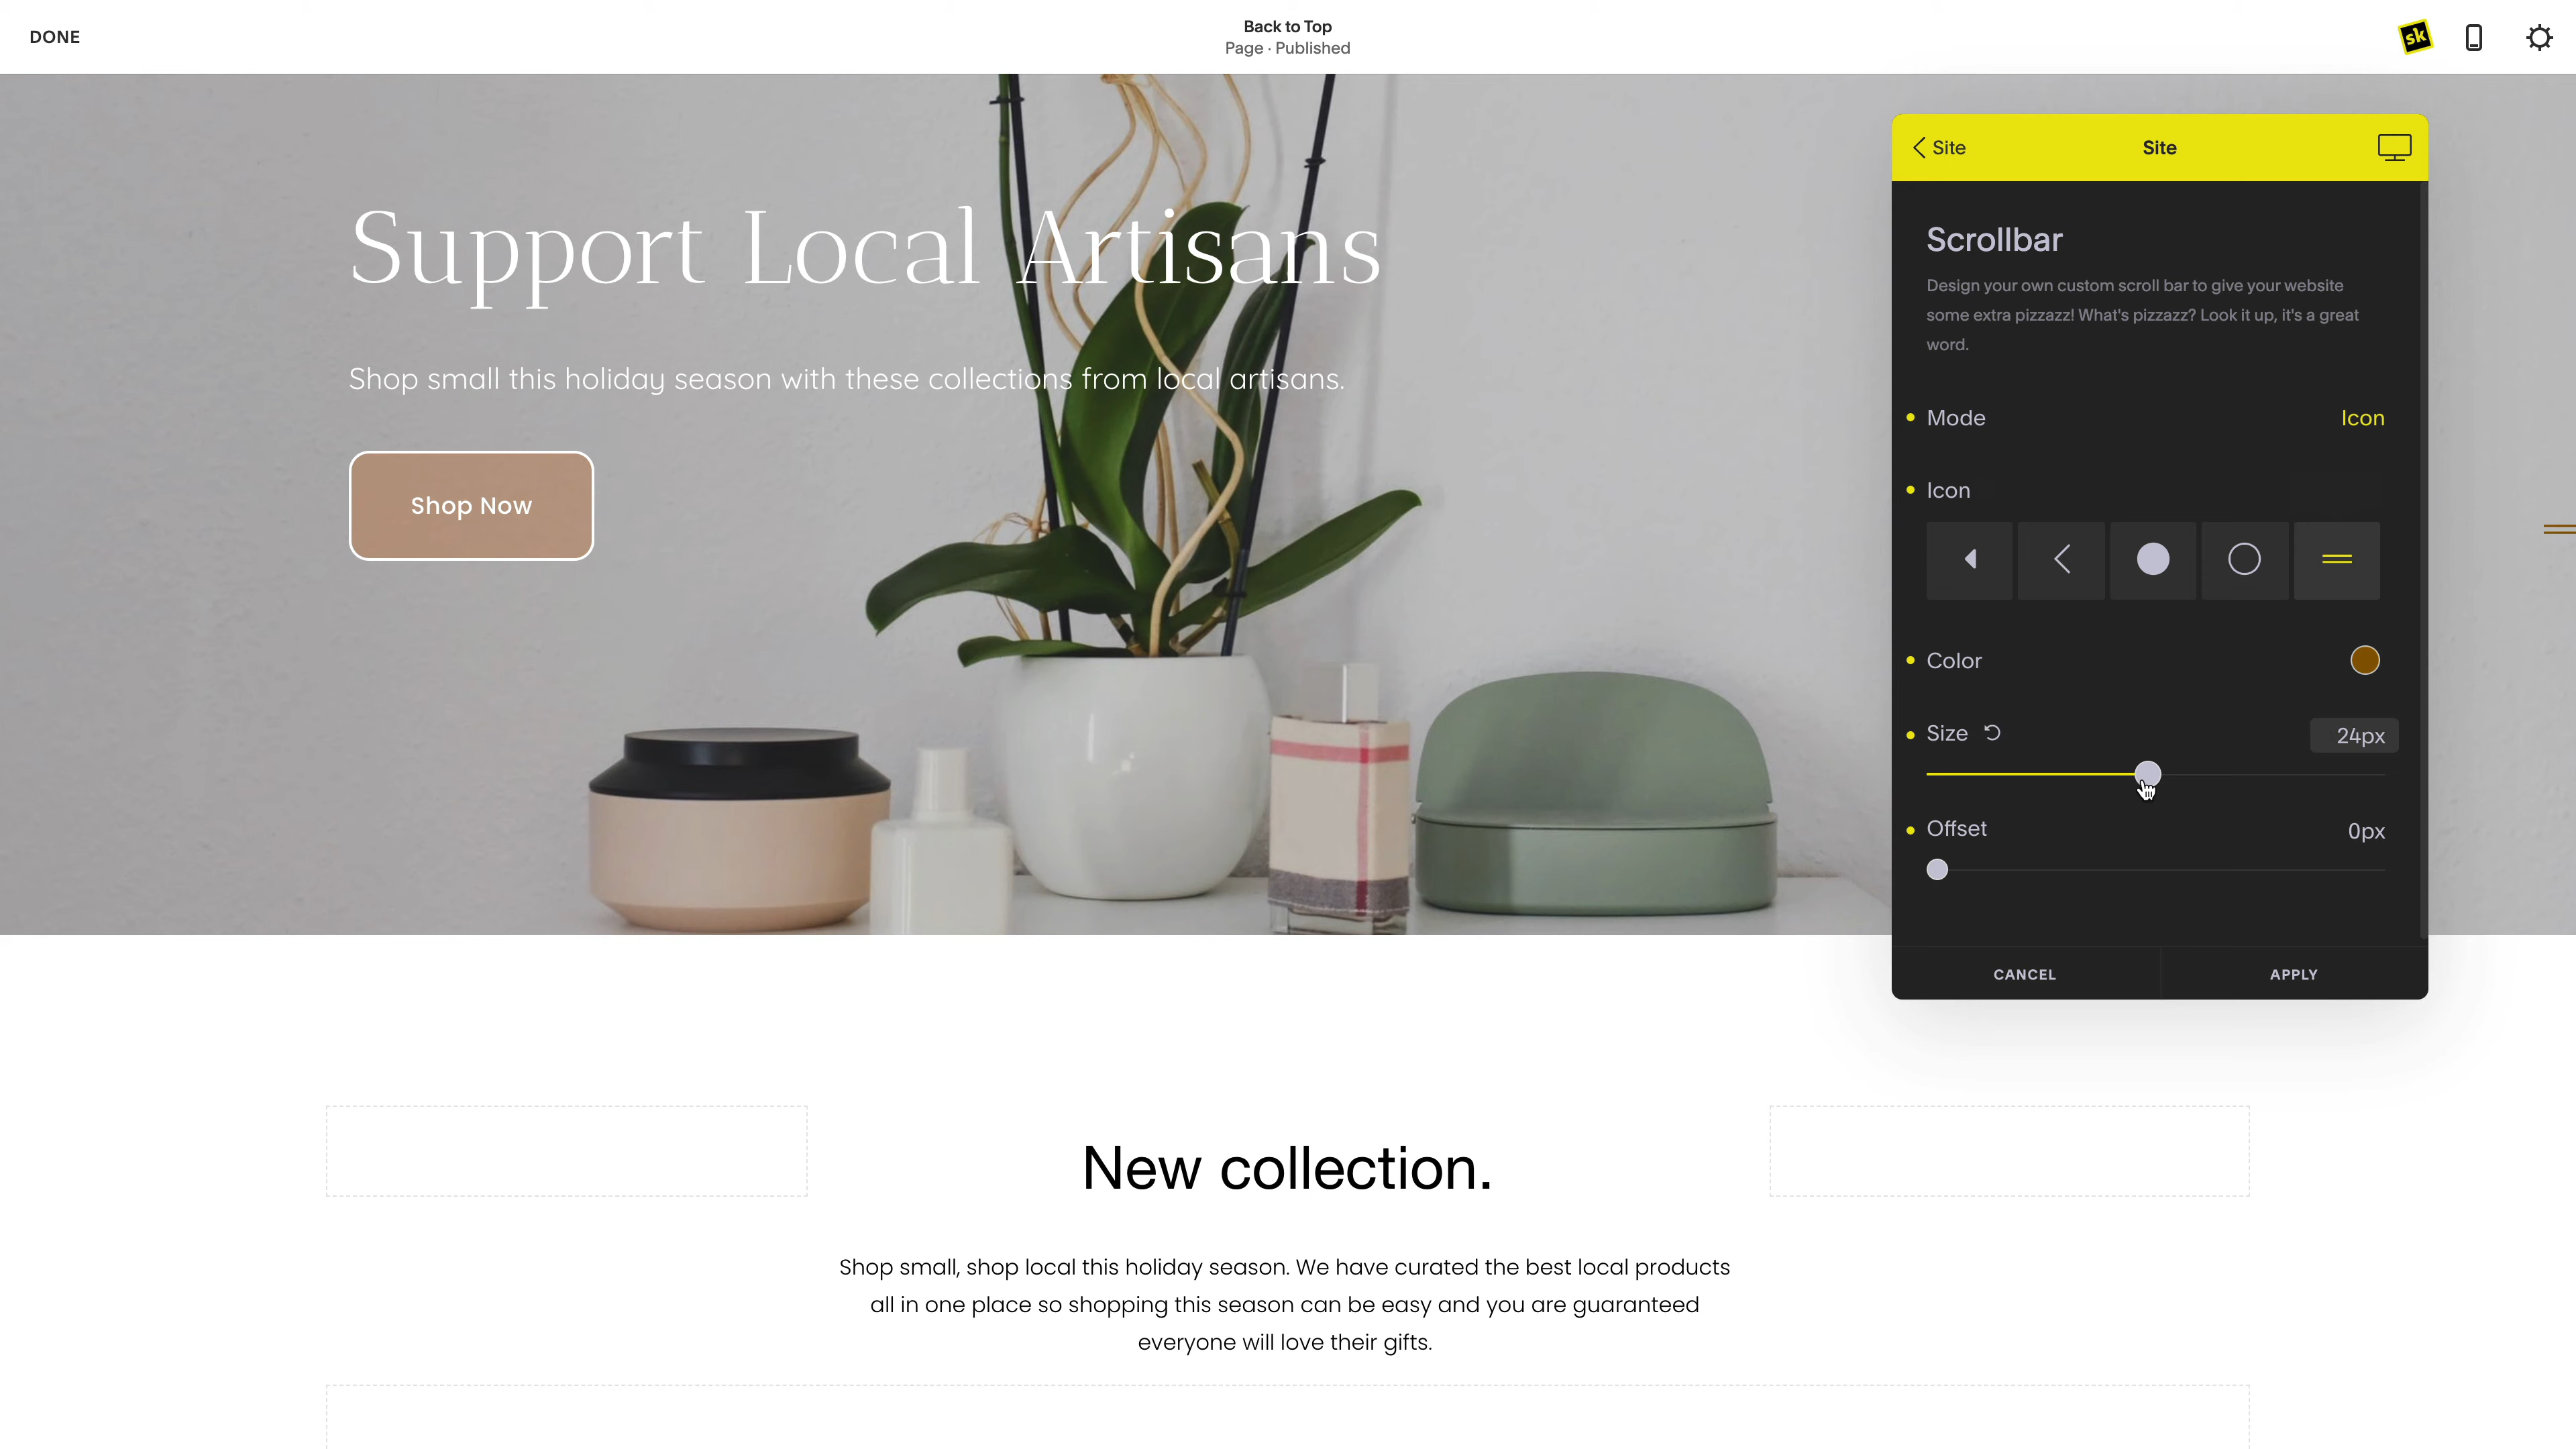 DONE
Back to Top
Page · Published
sk
Support Local Artisans
Shop small this holiday season with these collections from local artisans.
Shop Now
Site
Site
Scrollbar
Design your own custom scroll bar to give your website
some extra pizzazz! What's pizzazz? Look it up, it's a great
word.
Mode Icon
Icon
Color
Size 24px
Offset 0px
CANCEL APPLY
New collection.
Shop small, shop local this holiday season. We have curated the best local products
all in one place so shopping this season can be easy and you are guaranteed
everyone will love their gifts.